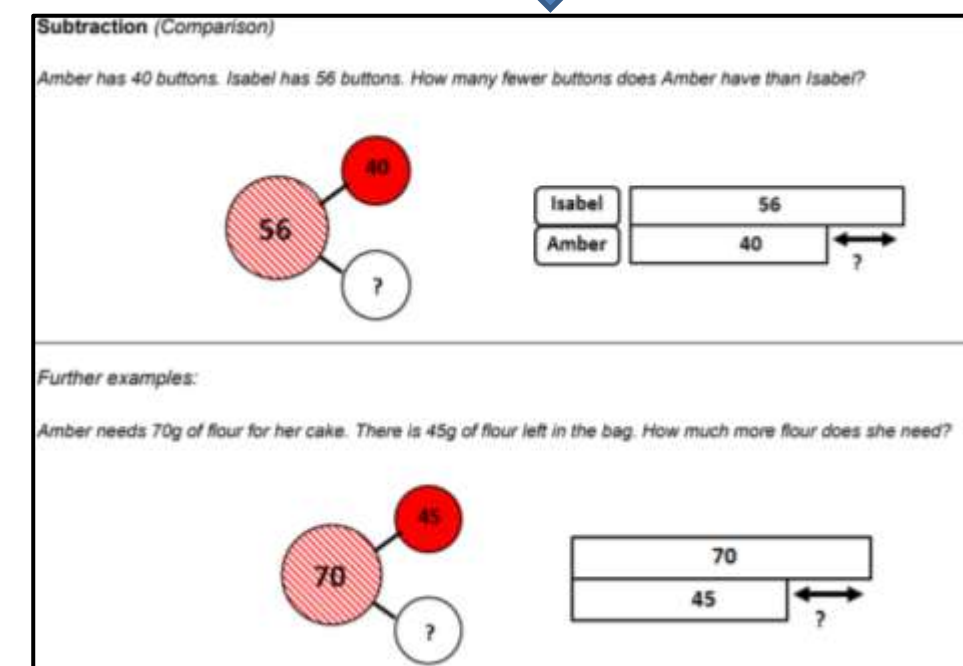 Subtraction (Comparison)
Amber has 40 buttons. Isabel has 56 buttons. How many fewer buttons does Amber have than Isabel?
40
56
?
Isabel 56
Amber 40
?
Further examples:
Amber needs 70g of flour for her cake. There is 45g of flour left in the bag. How much more flour does she need?
45
70
?
70
45
?